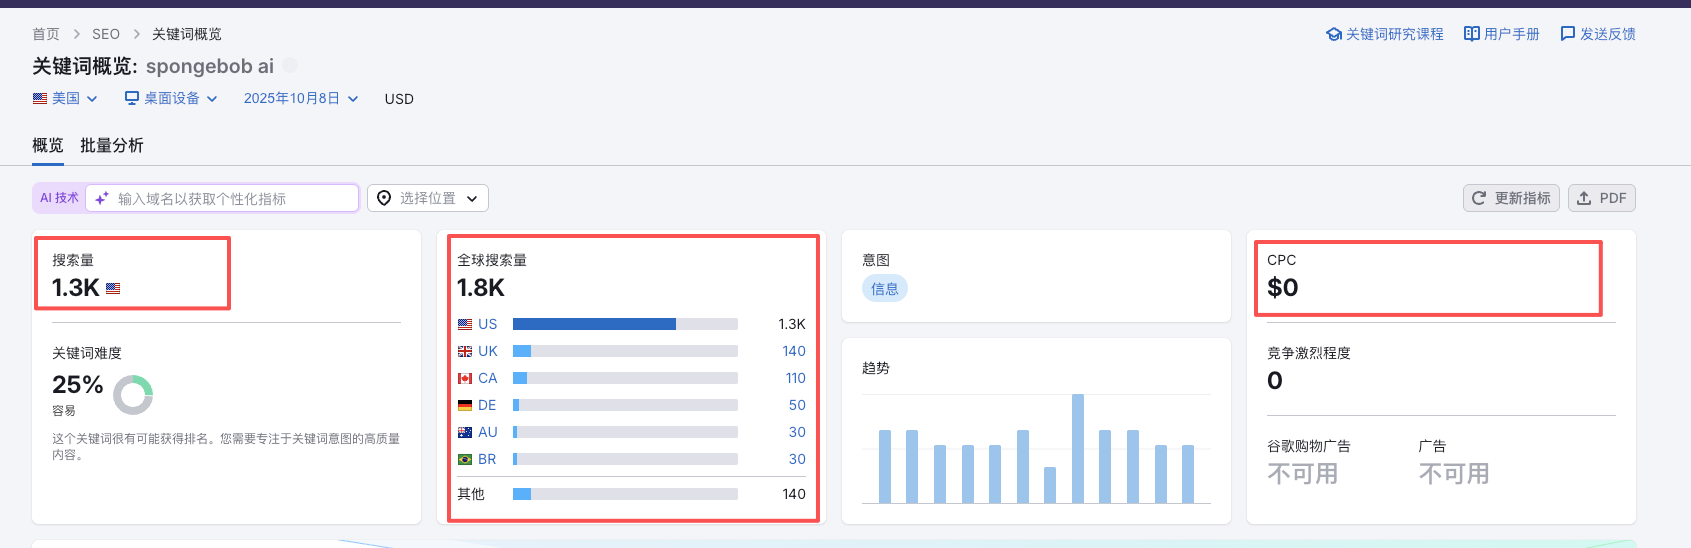 首页 > SEO > 关键词概览
关键词研究课程 用户手册 发送反馈
关键词概览: spongebob ai
美国 桌面设备 2025年10月8日 USD
概览 批量分析
AI 技术 输入域名以获取个性化指标 选择位置
更新指标 PDF
搜索量
1.3K
关键词难度
25%
容易
这个关键词很有可能获得排名。您需要专注于关键词意图的高质量
内容。
全球搜索量
1.8K
US 1.3K
UK 140
CA 110
DE 50
AU 30
BR 30
其他 140
意图
信息
趋势
CPC
$0
竞争激烈程度
0
谷歌购物广告 广告
不可用 不可用